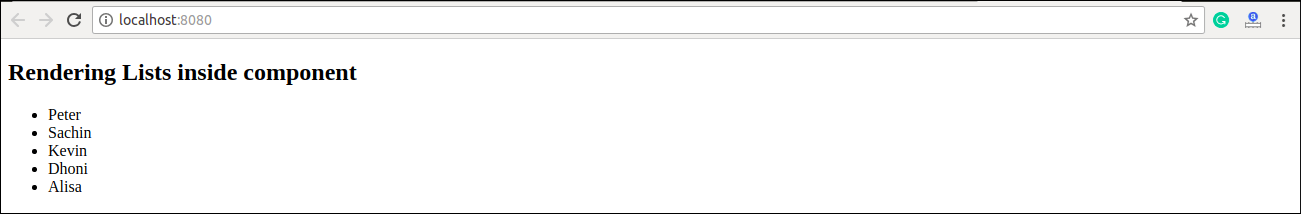 localhost:8080
Rendering Lists inside component
Peter
Sachin
Kevin
Dhoni
Alisa